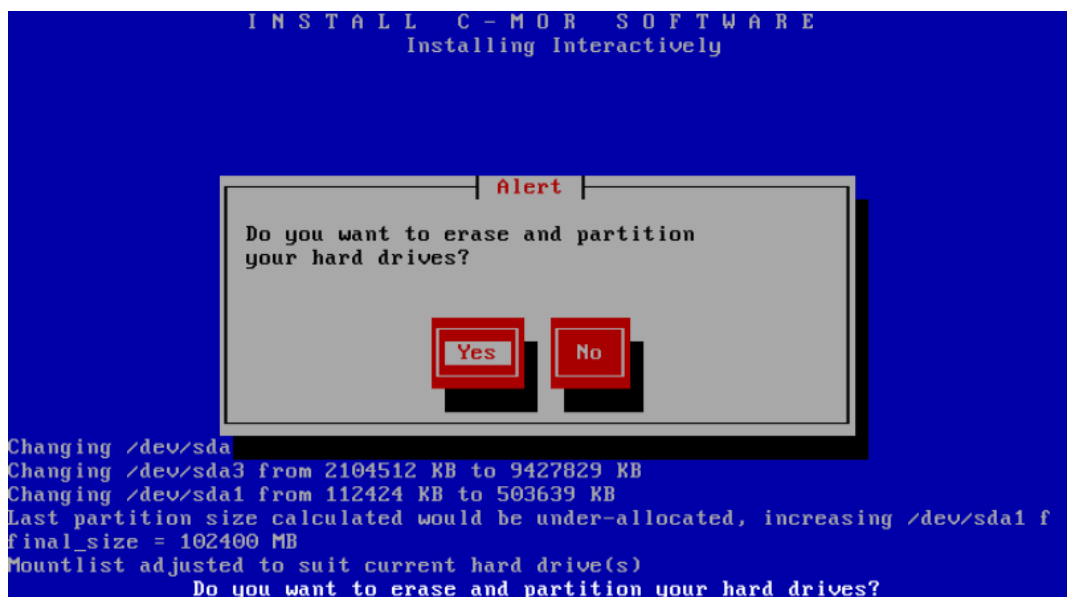 INSTALL C-MOR SOFTWARE
Installing Interactively
Alert
Do you want to erase and partition
your hard drives?
Yes No
Changing /dev/sda
Changing /dev/sda3 from 2104512 KB to 9427829 KB
Changing /dev/sda1 from 112424 KB to 503639 KB
Last partition size calculated would be under-allocated, increasing /dev/sda1 f
final_size = 102400 MB
Mountlist adjusted to suit current hard drive(s)
Do you want to erase and partition your hard drives?